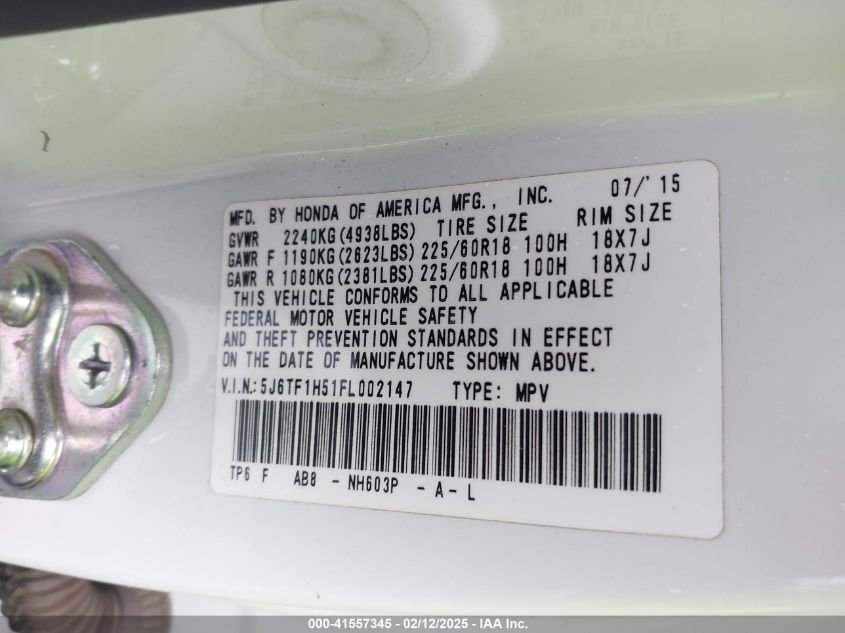 MFD. BY HONDA OF AMERICA MFG., INC. 07/'15
GVWR 2240KG(4938LBS) TIRE SIZE RIM SIZE
GAWR F 1190KG(2623LBS) 225/60R18 100H 18X7J
GAWR R 1080KG(2381LBS) 225/60R18 100H 18X7J
THIS VEHICLE CONFORMS TO ALL APPLICABLE
FEDERAL MOTOR VEHICLE SAFETY
AND THEFT PREVENTION STANDARDS IN EFFECT
ON THE DATE OF MANUFACTURE SHOWN ABOVE.
V.I.N.:5J6TF1H51FL002147 TYPE: MPV
TP6 F AB8 - NH603P - A - L
000-41557345 - 02/12/2025 - IAA Inc.